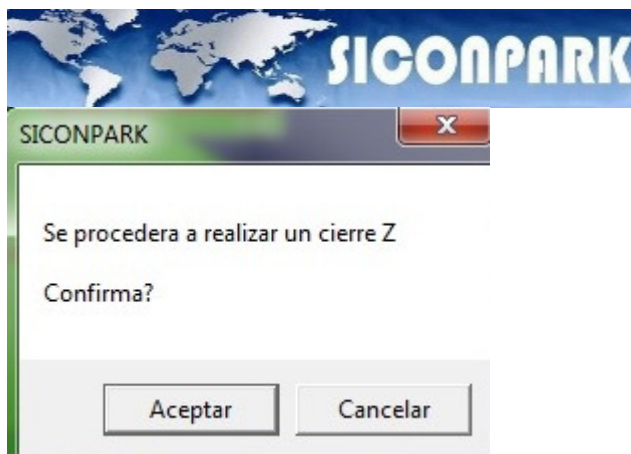 SICONPARK
SICONPARK
Se procedera a realizar un cierre Z
Confirma?
Aceptar Cancelar